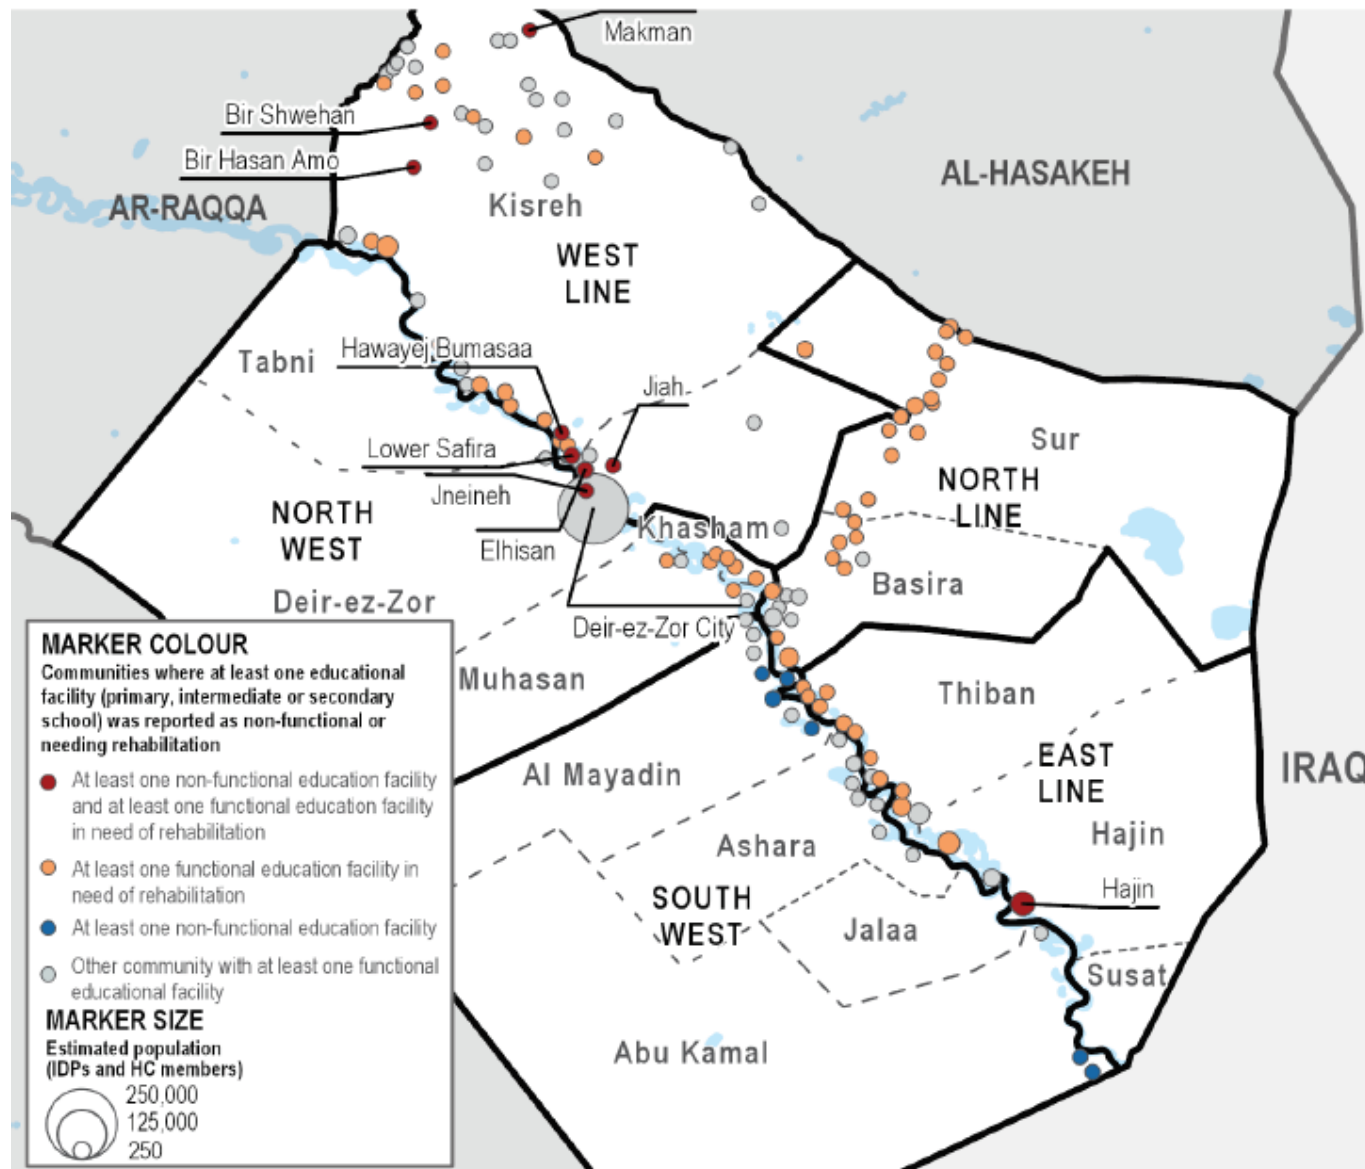 Makman
Bir Shwehan
Bir Hasan Amo
AL-HASAKEH
AR-RAQQA
Kisreh
WEST
LINE
Tabni
Hawayej Bumasaa
Jiah
Lower Safira
Sur
Jneineh
NORTH
LINE
NORTH
WEST
Khasham
Elhisan
Basira
Deir-ez-Zor
Deir-ez-Zor City
Muhasan
Thiban
Al Mayadin
EAST
LINE
IRAQ
Ashara
Hajin
SOUTH
WEST
Hajin
Jalaa
Susat
Abu Kamal
MARKER COLOUR
Communities where at least one educational
facility (primary, intermediate or secondary
school) was reported as non-functional or
needing rehabilitation
At least one non-functional education facility
and at least one functional education facility
in need of rehabilitation
At least one functional education facility in
need of rehabilitation
At least one non-functional education facility
Other community with at least one functional
educational facility
MARKER SIZE
Estimated population
(IDPs and HC members)
250,000
125,000
250